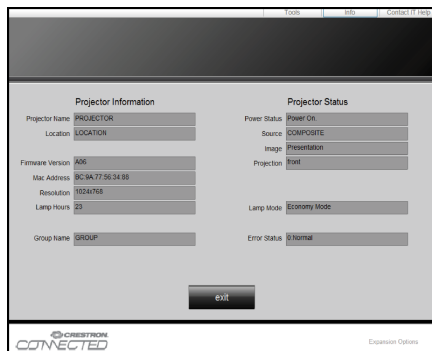 Tools Info Contact IT Help
Projector Information
Projector Name PROJECTOR
Location LOCATION
Firmware Version A06
Mac Address BC:9A:77:56:34:88
Resolution 1024x768
Lamp Hours 23
Group Name GROUP
Projector Status
Power Status Power On.
Source COMPOSITE
Image Presentation
Projection front
Lamp Mode Economy Mode
Error Status 0:Normal
exit
CRESTRON.
CONNECTED
Expansion Options